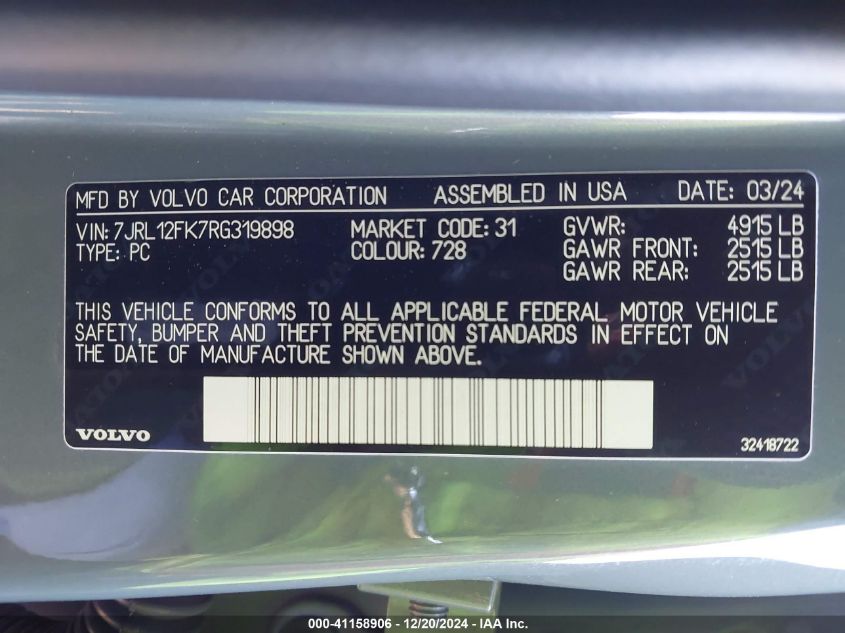 MFD BY VOLVO CAR CORPORATION ASSEMBLED IN USA DATE: 03/24
VIN: 7JRL12FK7RG319898 MARKET CODE: 31 GVWR: 4915 LB
TYPE: PC COLOUR: 728 GAWR FRONT: 2515 LB
GAWR REAR: 2515 LB
THIS VEHICLE CONFORMS TO ALL APPLICABLE FEDERAL MOTOR VEHICLE
SAFETY, BUMPER AND THEFT PREVENTION STANDARDS IN EFFECT ON
THE DATE OF MANUFACTURE SHOWN ABOVE.
VOLVO 32418722
000-41158906 - 12/20/2024 - IAA Inc.